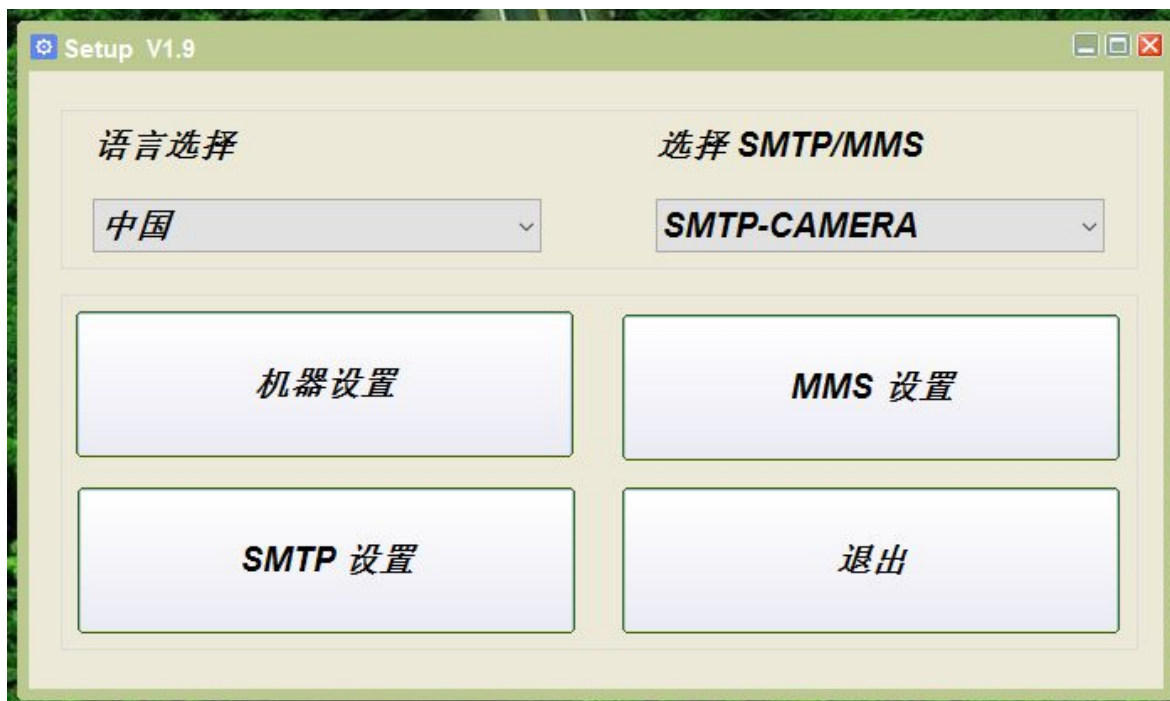 Setup V1.9
语言选择
选择 SMTP/MMS
中国
SMTP-CAMERA
机器设置
MMS 设置
SMTP 设置
退出